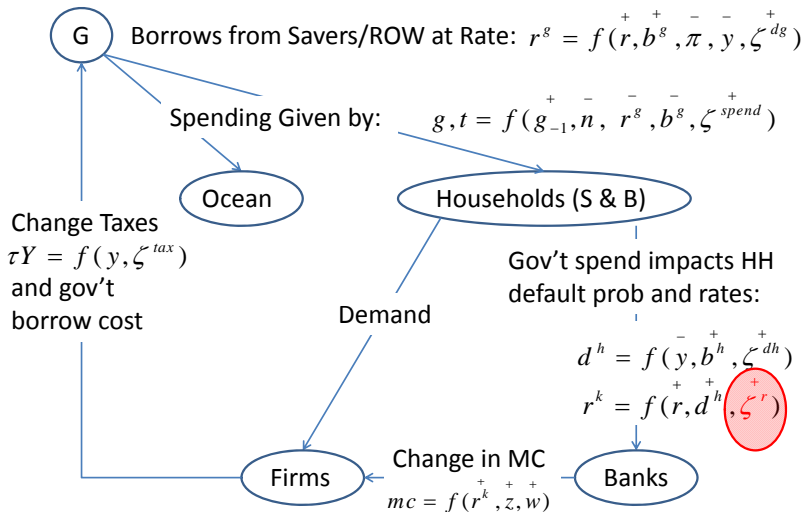 G
Borrows from Savers/ROW at Rate: r^g = f(r⁺, b^g⁺, π⁻, y⁻, ζ^dg⁺)
Spending Given by: g, t = f(g₋₁⁺, n⁻, r^g⁻, b^g⁻, ζ^spend⁺)
Ocean
Households (S & B)
Change Taxes
τY = f(y, ζ^tax)
and gov't
borrow cost
Gov't spend impacts HH
default prob and rates:
Demand
d^h = f(y⁻, b^h⁺, ζ^dh⁺)
r^k = f(r⁺, d^h⁺, ζ^r⁺)
Firms
Change in MC
mc = f(r^k⁺, z⁺, w⁺)
Banks